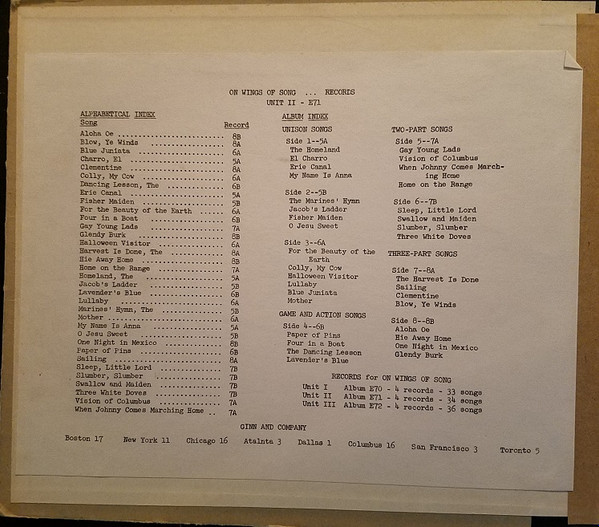 ON WINGS OF SONG ... RECORDS
UNIT II - E71
ALPHABETICAL INDEX
Song Record
Aloha Oe ........ 8B
Blow, Ye Winds ........ 8A
Blue Juniata ........ 6A
Charro, El ........ 5A
Clementine ........ 8A
Colly, My Cow ........ 6A
Dancing Lesson, The ........ 6B
Erie Canal ........ 5A
Fisher Maiden ........ 5B
For the Beauty of the Earth ...... 6A
Four in a Boat ........ 6B
Gay Young Lads ........ 7A
Glendy Burk ........ 8B
Halloween Visitor ........ 6A
Harvest Is Done, The ........ 8A
Hie Away Home ........ 8B
Home on the Range ........ 7A
Homeland, The ........ 5A
Jacob's Ladder ........ 5B
Lavender's Blue ........ 6B
Lullaby ........ 6A
Marines' Hymn, The ........ 5B
Mother ........ 6A
My Name Is Anna ........ 5A
O Jesu Sweet ........ 5B
One Night in Mexico ........ 8B
Paper of Pins ........ 6B
Sailing ........ 8A
Sleep, Little Lord ........ 7B
Slumber, Slumber ........ 7B
Swallow and Maiden ........ 7B
Three White Doves ........ 7B
Vision of Columbus ........ 7A
When Johnny Comes Marching Home .. 7A
ALBUM INDEX
UNISON SONGS
Side 1--5A
The Homeland
El Charro
Erie Canal
My Name Is Anna
Side 2--5B
The Marines' Hymn
Jacob's Ladder
Fisher Maiden
O Jesu Sweet
Side 3--6A
For the Beauty of the
Earth
Colly, My Cow
Halloween Visitor
Lullaby
Blue Juniata
Mother
GAME AND ACTION SONGS
Side 4--6B
Paper of Pins
Four in a Boat
The Dancing Lesson
Lavender's Blue
TWO-PART SONGS
Side 5--7A
Gay Young Lads
Vision of Columbus
When Johnny Comes March-
ing Home
Home on the Range
Side 6--7B
Sleep, Little Lord
Swallow and Maiden
Slumber, Slumber
Three White Doves
THREE-PART SONGS
Side 7--8A
The Harvest Is Done
Sailing
Clementine
Blow, Ye Winds
Side 8--8B
Aloha Oe
Hie Away Home
One Night in Mexico
Glendy Burk
RECORDS for ON WINGS OF SONG
Unit I Album E70 - 4 records - 33 songs
Unit II Album E71 - 4 records - 34 songs
Unit III Album E72 - 4 records - 36 songs
GINN AND COMPANY
Boston 17 New York 11 Chicago 16 Atalnta 3 Dallas 1 Columbus 16 San Francisco 3 Toronto 5